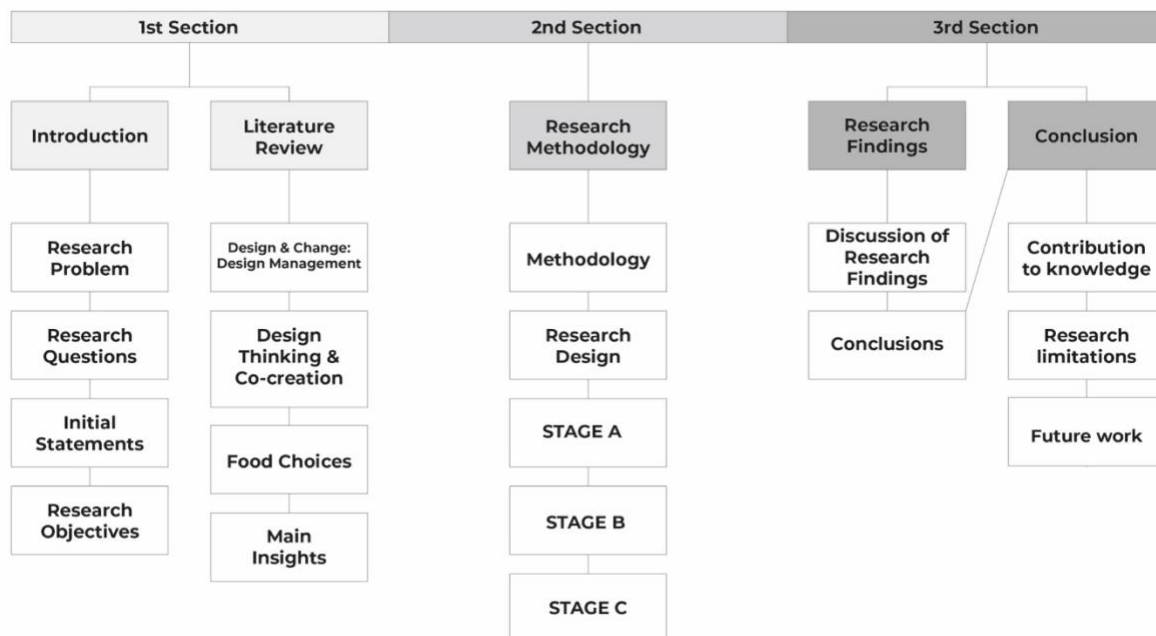 1st Section
2nd Section
3rd Section
Introduction
Literature
Review
Research
Methodology
Research
Findings
Conclusion
Research
Problem
Research
Questions
Initial
Statements
Research
Objectives
Design & Change:
Design Management
Design
Thinking &
Co-creation
Food Choices
Main
Insights
Methodology
Research
Design
STAGE A
STAGE B
STAGE C
Discussion of
Research
Findings
Conclusions
Contribution
to knowledge
Research
limitations
Future work